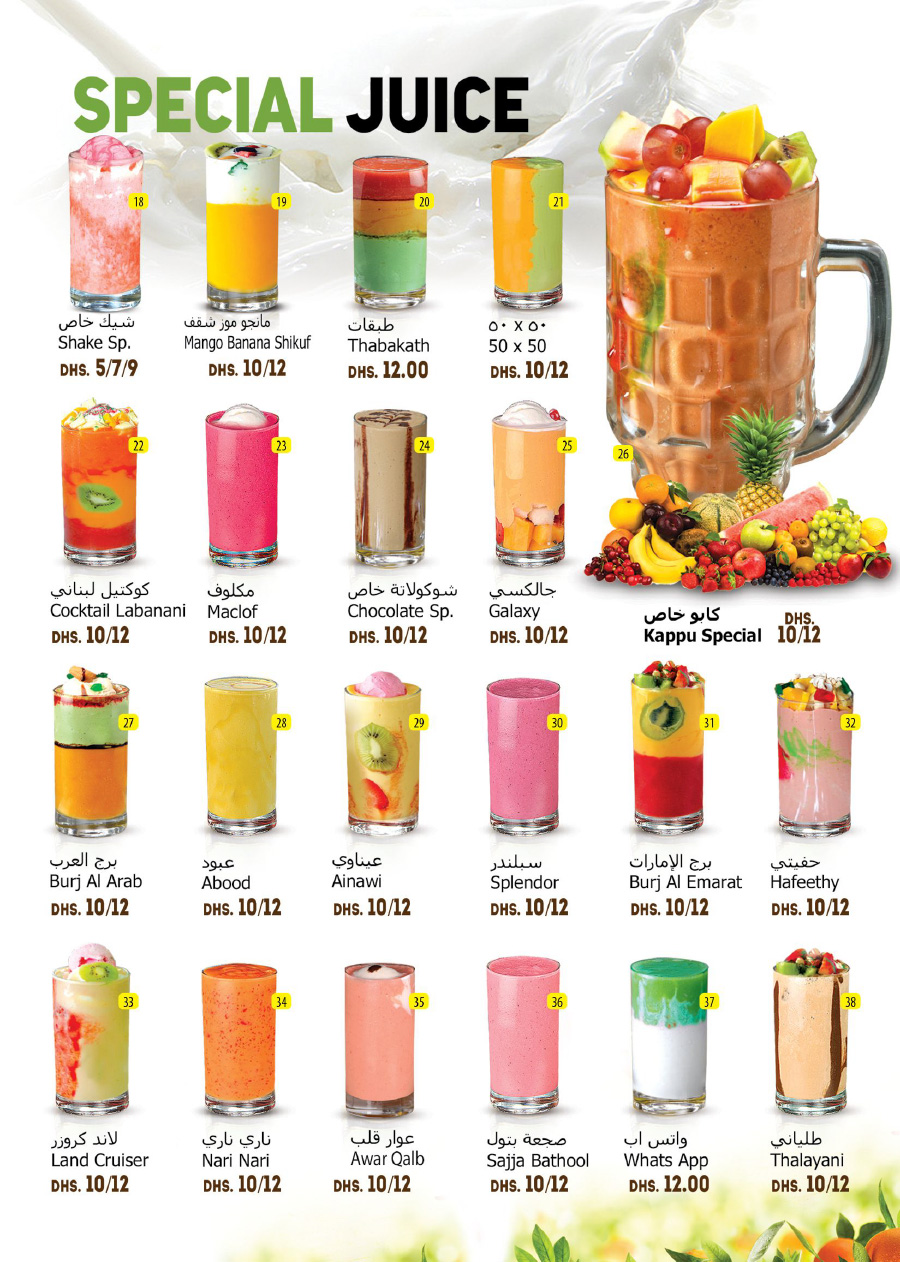 SPECIAL JUICE
18
شيك خاص
Shake Sp.
DHS. 5/7/9
19
مانجو موز شقف
Mango Banana Shikuf
DHS. 10/12
20
طبقات
Thabakath
DHS. 12.00
21
٥٠ x ٥٠
50 x 50
DHS. 10/12
22
كوكتيل لبناني
Cocktail Labanani
DHS. 10/12
23
مكلوف
Maclof
DHS. 10/12
24
شوكولاتة خاص
Chocolate Sp.
DHS. 10/12
25
جالكسي
Galaxy
DHS. 10/12
26
كابو خاص
Kappu Special
DHS.
10/12
27
برج العرب
Burj Al Arab
DHS. 10/12
28
عبود
Abood
DHS. 10/12
29
عيناوي
Ainawi
DHS. 10/12
30
سبلندر
Splendor
DHS. 10/12
31
برج الإمارات
Burj Al Emarat
DHS. 10/12
32
حفيتي
Hafeethy
DHS. 10/12
33
لاند كروزر
Land Cruiser
DHS. 10/12
34
ناري ناري
Nari Nari
DHS. 10/12
35
عوار قلب
Awar Qalb
DHS. 10/12
36
صجعة بتول
Sajja Bathool
DHS. 10/12
37
واتس اب
Whats App
DHS. 12.00
38
طلياني
Thalayani
DHS. 10/12